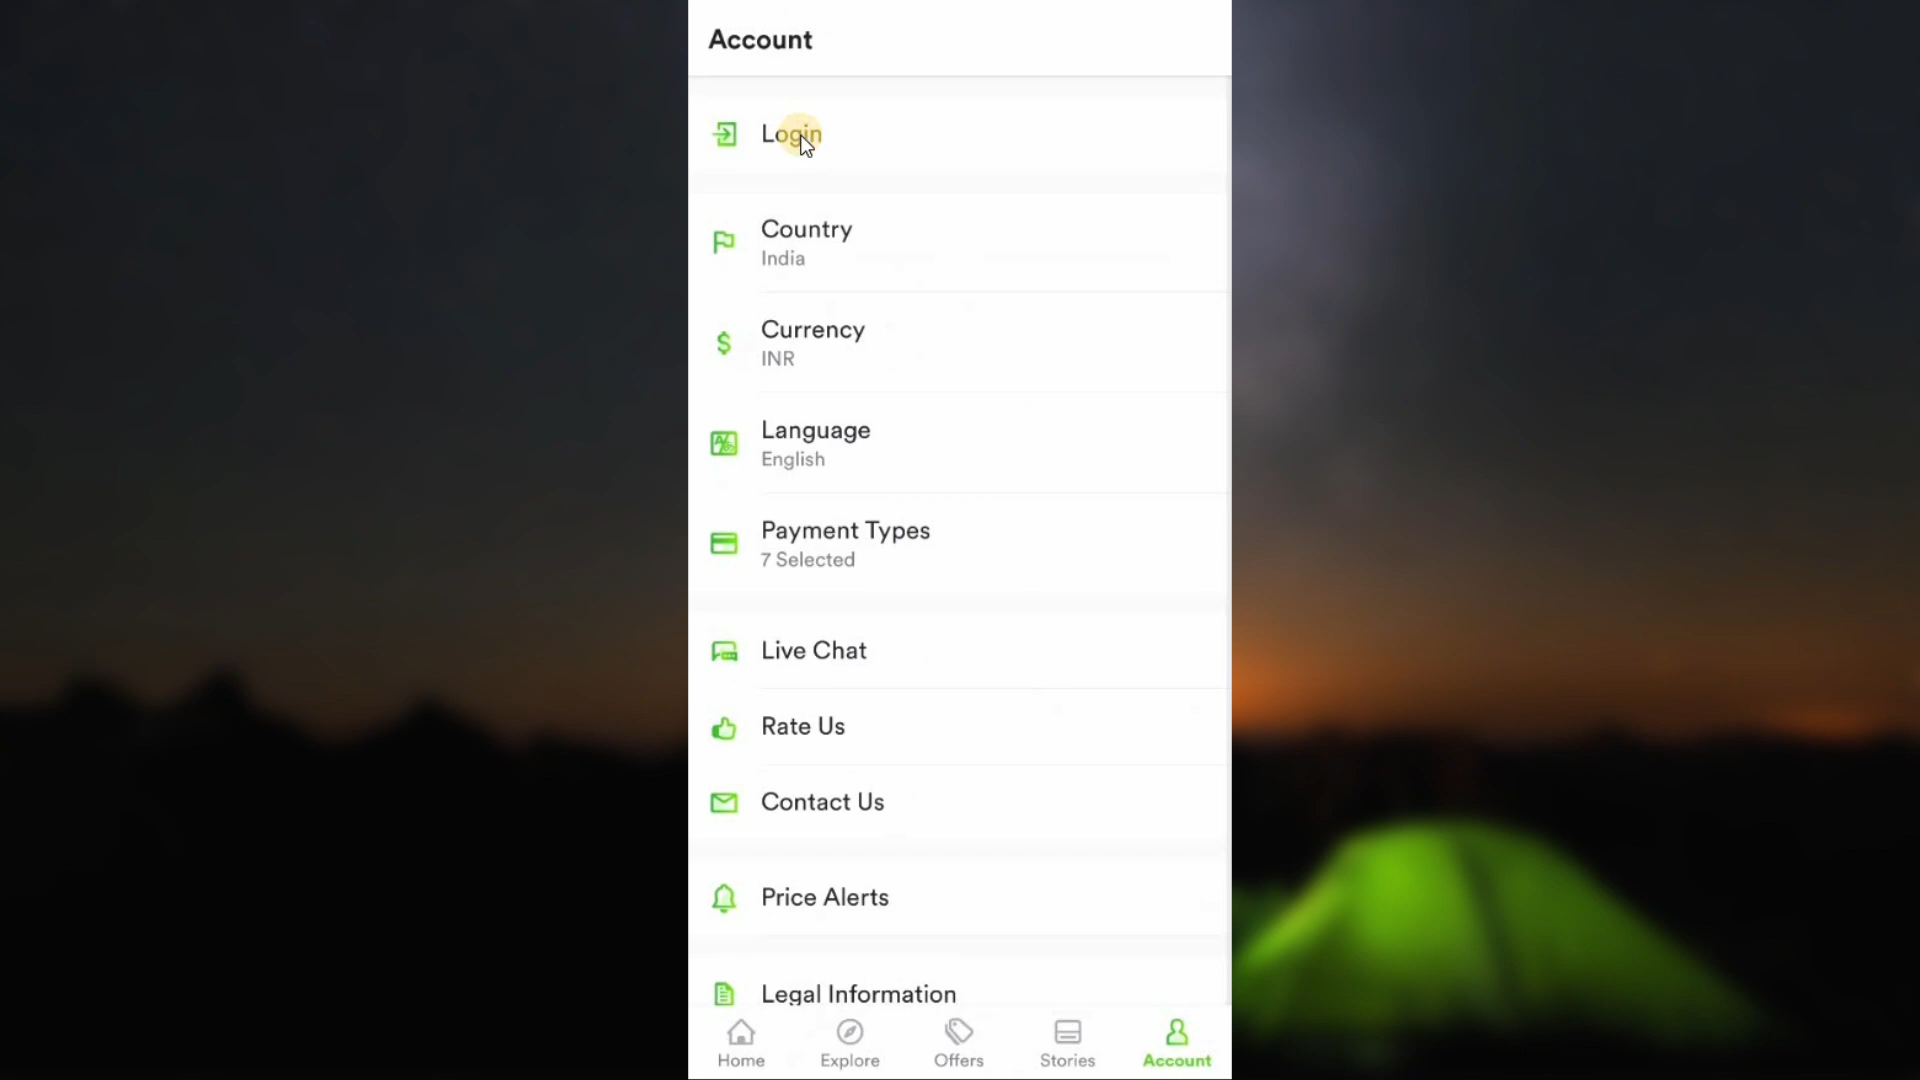 Account
Login
Country
India
Currency
INR
Language
English
Payment Types
7 Selected
Live Chat
Rate Us
Contact Us
Price Alerts
Legal Information
Home
Explore
Offers
Stories
Account